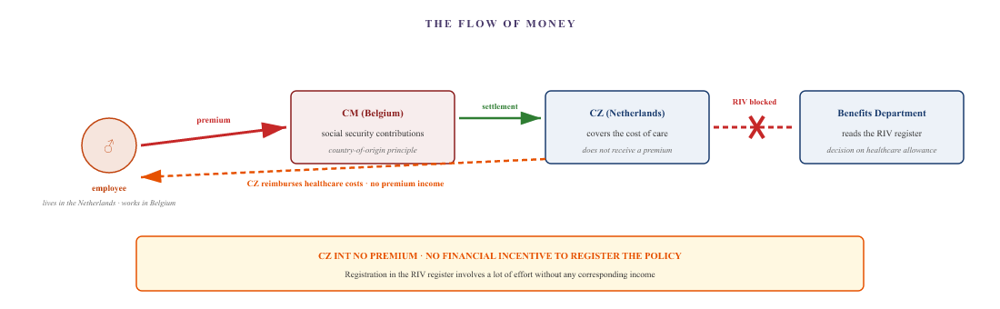 THE FLOW OF MONEY
premium
CM (Belgium)
social security contributions
country-of-origin principle
settlement
CZ (Netherlands)
covers the cost of care
does not receive a premium
RIV blocked
Benefits Department
reads the RIV register
decision on healthcare allowance
♂
CZ reimburses healthcare costs · no premium income
employee
lives in the Netherlands · works in Belgium
CZ INT NO PREMIUM · NO FINANCIAL INCENTIVE TO REGISTER THE POLICY
Registration in the RIV register involves a lot of effort without any corresponding income